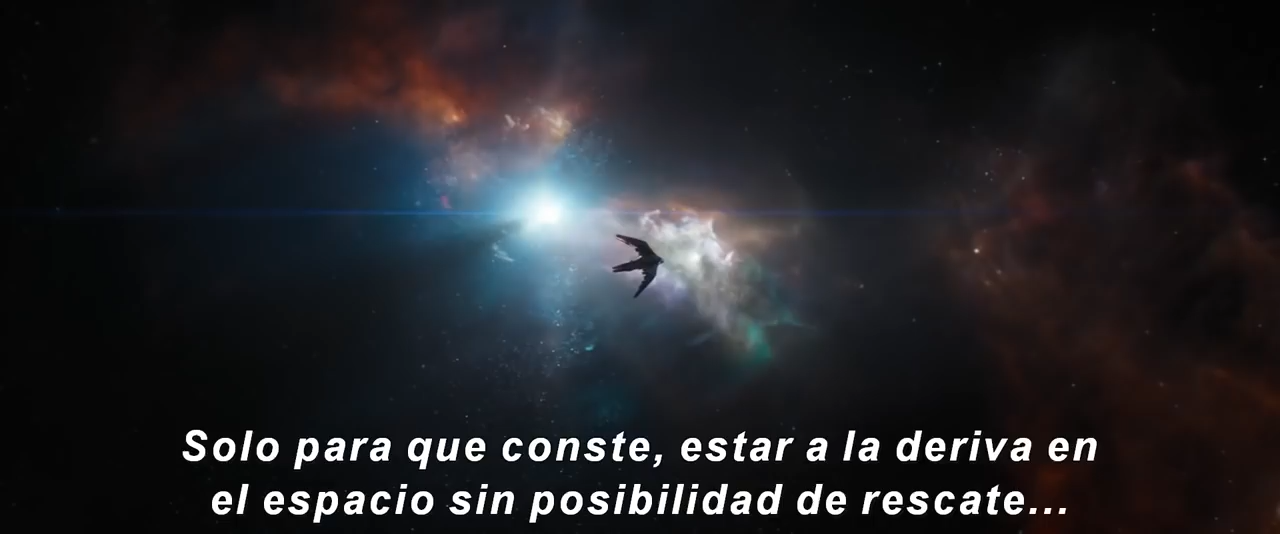 Solo para que conste, estar a la deriva en
el espacio sin posibilidad de rescate...